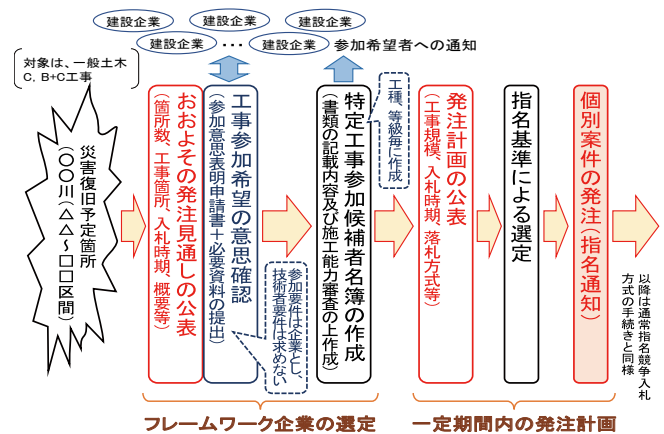 建設企業
建設企業
建設企業
建設企業
・・・
建設企業
参加希望者への通知
対象は、一般土木
C, B+C工事
災害復旧予定箇所
(〇〇川(△△～□□区間)
おおよその発注見通しの公表
(箇所数、工事箇所、入札時期、概要等)
工事参加希望の意思確認
(参加意思表明申請書＋必要資料の提出)
参加要件は企業とし、
技術者要件は求めない
特定工事参加候補者名簿の作成
(書類の記載内容及び施工能力審査の上作成)
工種、等級毎に作成
発注計画の公表
(工事規模、入札時期、落札方式等)
指名基準による選定
個別案件の発注(指名通知)
以降は通常指名競争入札
方式の手続きと同様
フレームワーク企業の選定
一定期間内の発注計画